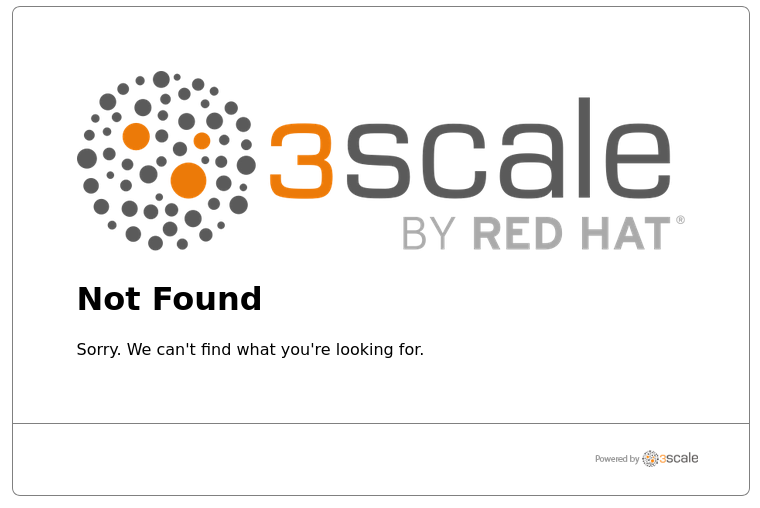 3scale
BY RED HAT®
Not Found
Sorry. We can't find what you're looking for.
Powered by 3scale